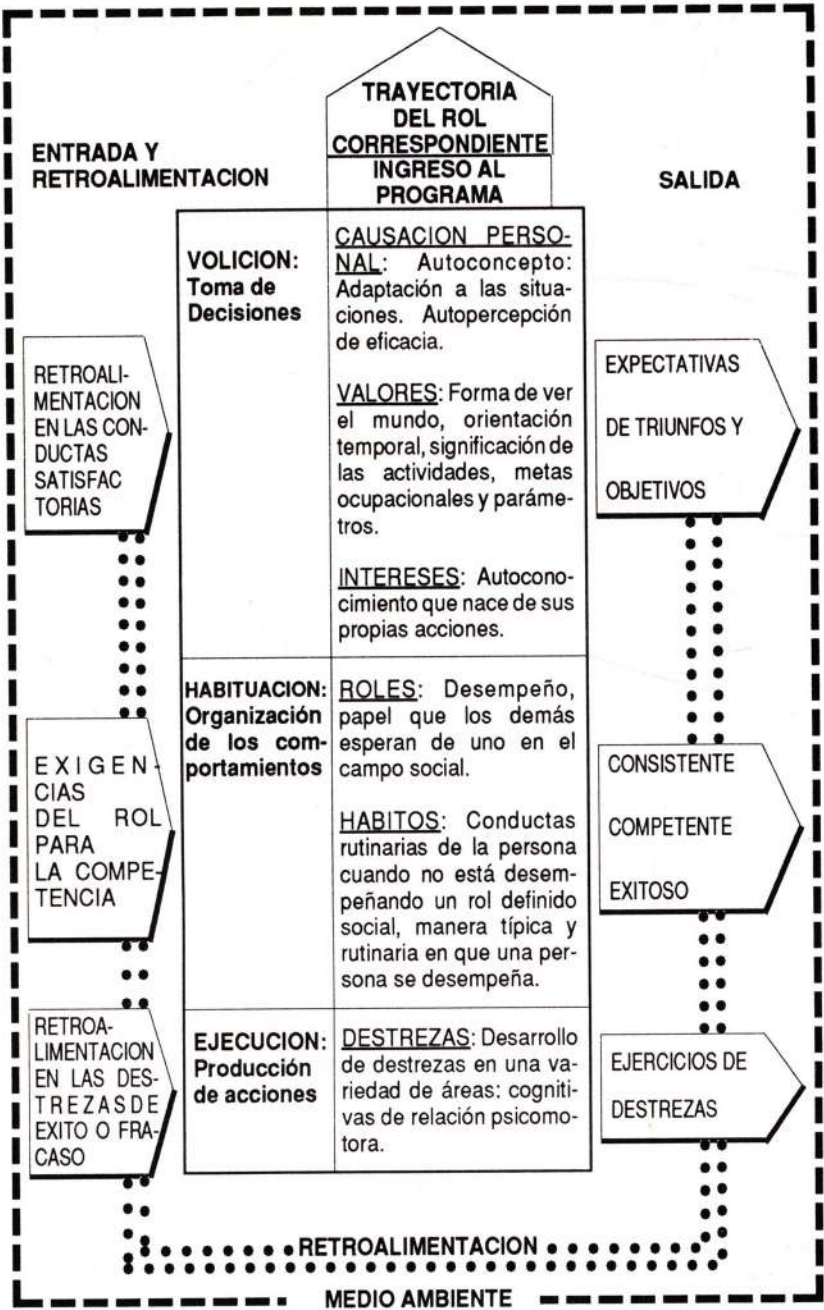 TRAYECTORIA
DEL ROL
CORRESPONDIENTE
INGRESO AL
PROGRAMA
ENTRADA Y
RETROALIMENTACION
SALIDA
VOLICION:
Toma de
Decisiones
CAUSACION PERSO-
NAL: Autoconcepto:
Adaptación a las situa-
ciones. Autopercepción
de eficacia.
VALORES: Forma de ver
el mundo, orientación
temporal, significación de
las actividades, metas
ocupacionales y paráme-
tros.
INTERESES: Autocono-
cimiento que nace de sus
propias acciones.
RETROALI-
MENTACION
EN LAS CON-
DUCTAS
SATISFAC
TORIAS
EXPECTATIVAS
DE TRIUNFOS Y
OBJETIVOS
HABITUACION:
Organización
de los com-
portamientos
ROLES: Desempeño,
papel que los demás
esperan de uno en el
campo social.
HABITOS: Conductas
rutinarias de la persona
cuando no está desem-
peñando un rol definido
social, manera típica y
rutinaria en que una per-
sona se desempeña.
EXIGEN-
CIAS
DEL ROL
PARA
LA COMPE-
TENCIA
CONSISTENTE
COMPETENTE
EXITOSO
EJECUCION:
Producción
de acciones
DESTREZAS: Desarrollo
de destrezas en una va-
riedad de áreas: cogniti-
vas de relación psicomo-
tora.
RETROA-
LIMENTACION
EN LAS DES-
TREZAS DE
EXITO O FRA-
CASO
EJERCICIOS DE
DESTREZAS
RETROALIMENTACION
MEDIO AMBIENTE